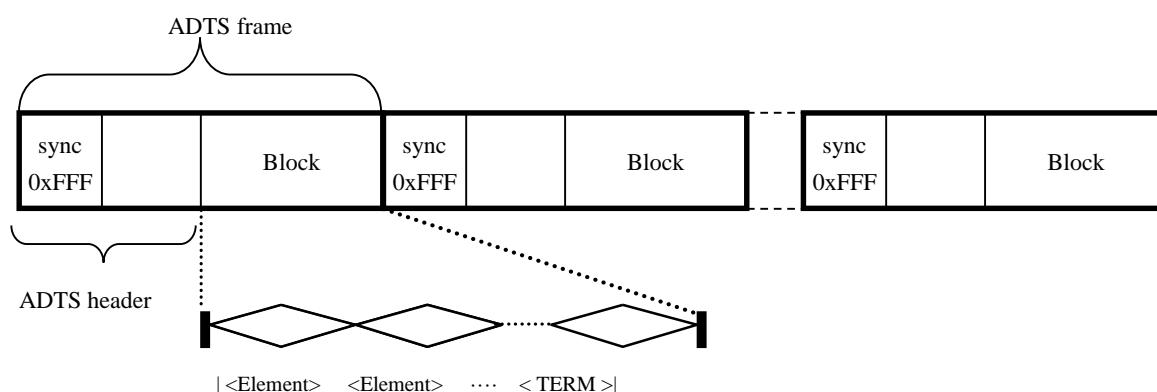 ADTS frame
sync
0xFFF
Block
sync
0xFFF
Block
sync
0xFFF
Block
ADTS header
| <Element> <Element> ···· < TERM >|